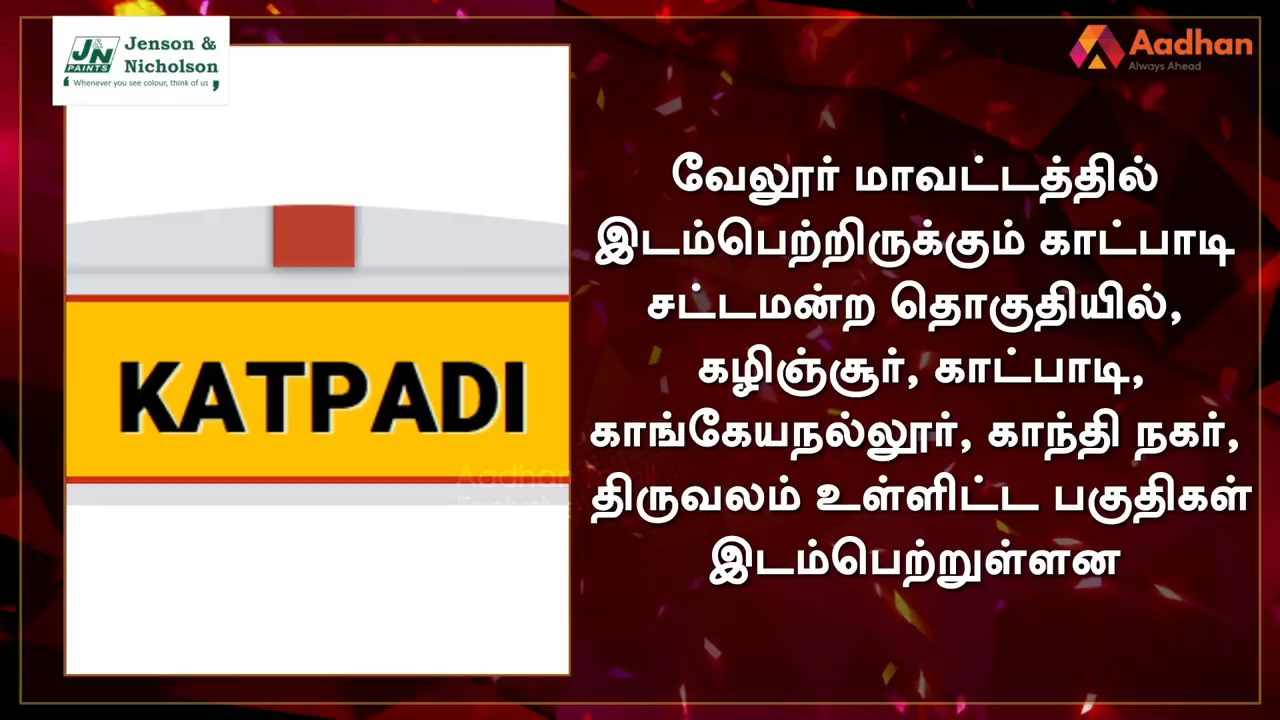 JN
PAINTS
Jenson &
Nicholson
Whenever you see colour, think of us
Aadhan
Always Ahead
KATPADI
வேலூர் மாவட்டத்தில்
இடம்பெற்றிருக்கும் காட்பாடி
சட்டமன்ற தொகுதியில்,
கழிஞ்சூர், காட்பாடி,
காங்கேயநல்லூர், காந்தி நகர்,
திருவலம் உள்ளிட்ட பகுதிகள்
இடம்பெற்றுள்ளன
Aadhan